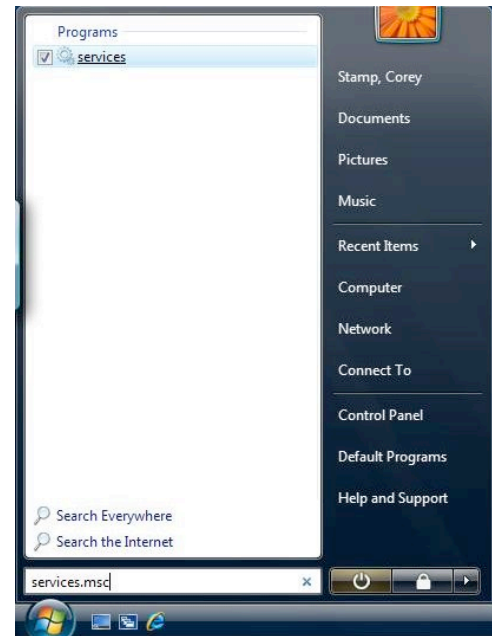 Programs
services
Search Everywhere
Search the Internet
services.msc
Stamp, Corey
Documents
Pictures
Music
Recent Items
Computer
Network
Connect To
Control Panel
Default Programs
Help and Support